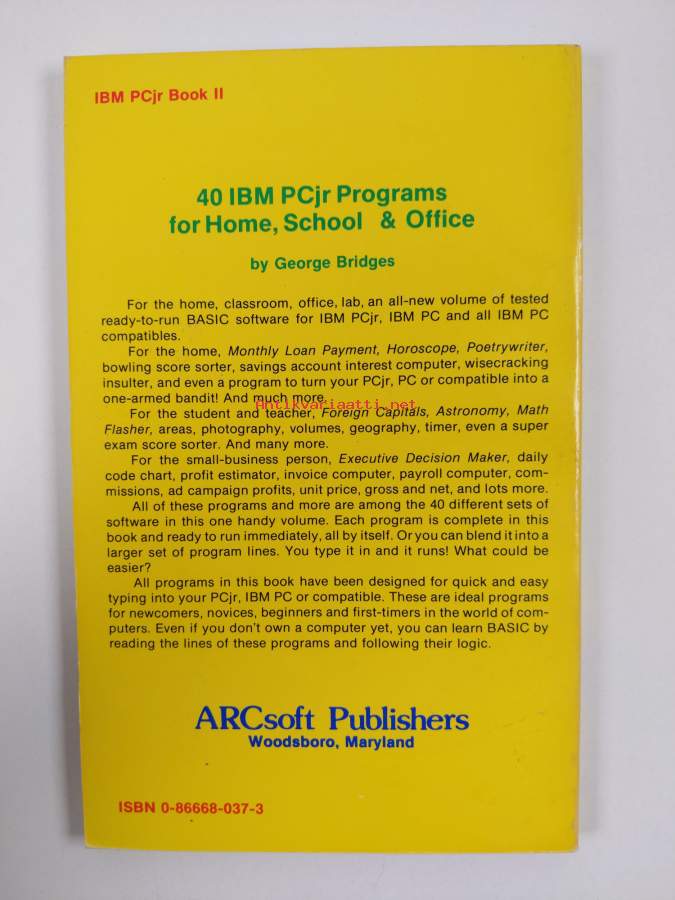 IBM PCjr Book II
40 IBM PCjr Programs
for Home, School & Office
by George Bridges
For the home, classroom, office, lab, an all-new volume of tested
ready-to-run BASIC software for IBM PCjr, IBM PC and all IBM PC
compatibles.
For the home, Monthly Loan Payment, Horoscope, Poetrywriter,
bowling score sorter, savings account interest computer, wisecracking
insulter, and even a program to turn your PCjr, PC or compatible into a
one-armed bandit! And much more.
Antikvariaatti.net
For the student and teacher, Foreign Capitals, Astronomy, Math
Flasher, areas, photography, volumes, geography, timer, even a super
exam score sorter. And many more.
For the small-business person, Executive Decision Maker, daily
code chart, profit estimator, invoice computer, payroll computer, com-
missions, ad campaign profits, unit price, gross and net, and lots more.
All of these programs and more are among the 40 different sets of
software in this one handy volume. Each program is complete in this
book and ready to run immediately, all by itself. Or you can blend it into a
larger set of program lines. You type it in and it runs! What could be
easier?
All programs in this book have been designed for quick and easy
typing into your PCjr, IBM PC or compatible. These are ideal programs
for newcomers, novices, beginners and first-timers in the world of com-
puters. Even if you don't own a computer yet, you can learn BASIC by
reading the lines of these programs and following their logic.
ARCsoft Publishers
Woodsboro, Maryland
ISBN 0-86668-037-3